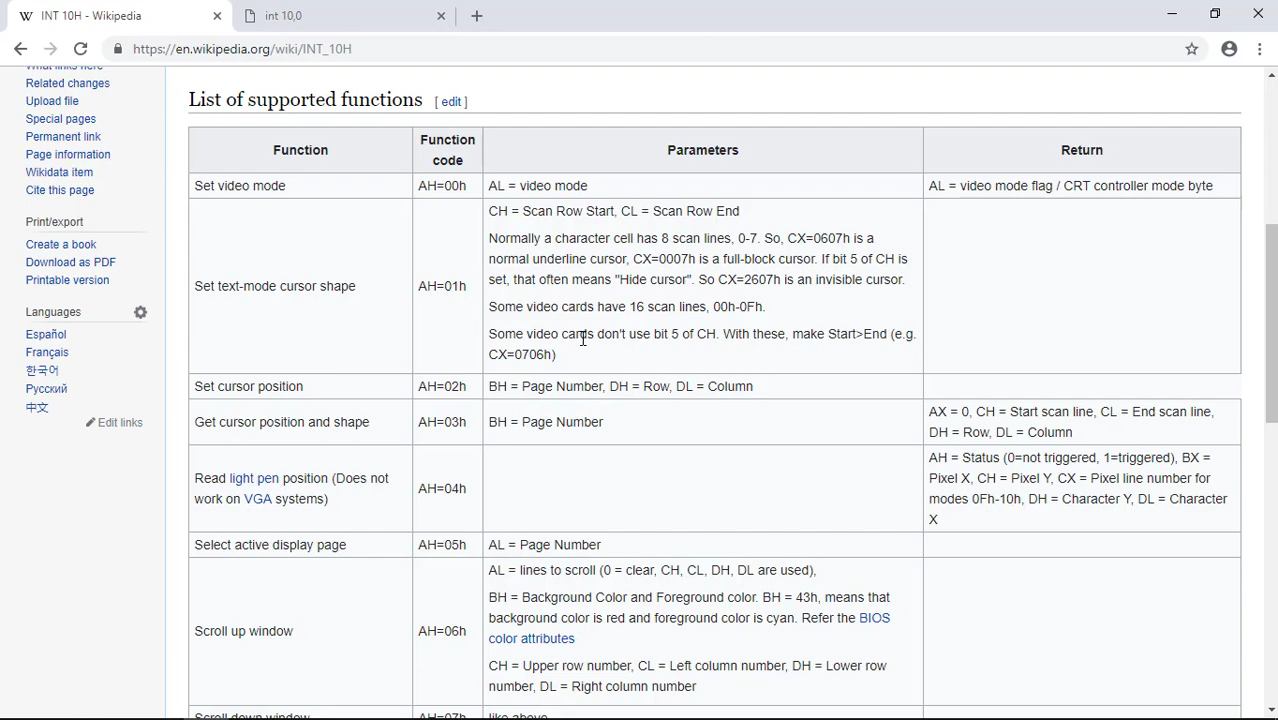 INT 10H - Wikipedia
int 10,0
https://en.wikipedia.org/wiki/INT_10H
What links here
Related changes
Upload file
Special pages
Permanent link
Page information
Wikidata item
Cite this page
Print/export
Create a book
Download as PDF
Printable version
Languages
Español
Français
한국어
Русский
中文
Edit links
List of supported functions [ edit ]
Function
Function code
Parameters
Return
Set video mode
AH=00h
AL = video mode
AL = video mode flag / CRT controller mode byte
Set text-mode cursor shape
AH=01h
CH = Scan Row Start, CL = Scan Row End
Normally a character cell has 8 scan lines, 0-7. So, CX=0607h is a
normal underline cursor, CX=0007h is a full-block cursor. If bit 5 of CH is
set, that often means "Hide cursor". So CX=2607h is an invisible cursor.
Some video cards have 16 scan lines, 00h-0Fh.
Some video cards don't use bit 5 of CH. With these, make Start>End (e.g.
CX=0706h)
Set cursor position
AH=02h
BH = Page Number, DH = Row, DL = Column
Get cursor position and shape
AH=03h
BH = Page Number
AX = 0, CH = Start scan line, CL = End scan line,
DH = Row, DL = Column
Read light pen position (Does not
work on VGA systems)
AH=04h
AH = Status (0=not triggered, 1=triggered), BX =
Pixel X, CH = Pixel Y, CX = Pixel line number for
modes 0Fh-10h, DH = Character Y, DL = Character
X
Select active display page
AH=05h
AL = Page Number
Scroll up window
AH=06h
AL = lines to scroll (0 = clear, CH, CL, DH, DL are used),
BH = Background Color and Foreground color. BH = 43h, means that
background color is red and foreground color is cyan. Refer the BIOS
color attributes
CH = Upper row number, CL = Left column number, DH = Lower row
number, DL = Right column number
Scroll down window
AH=07h
like above